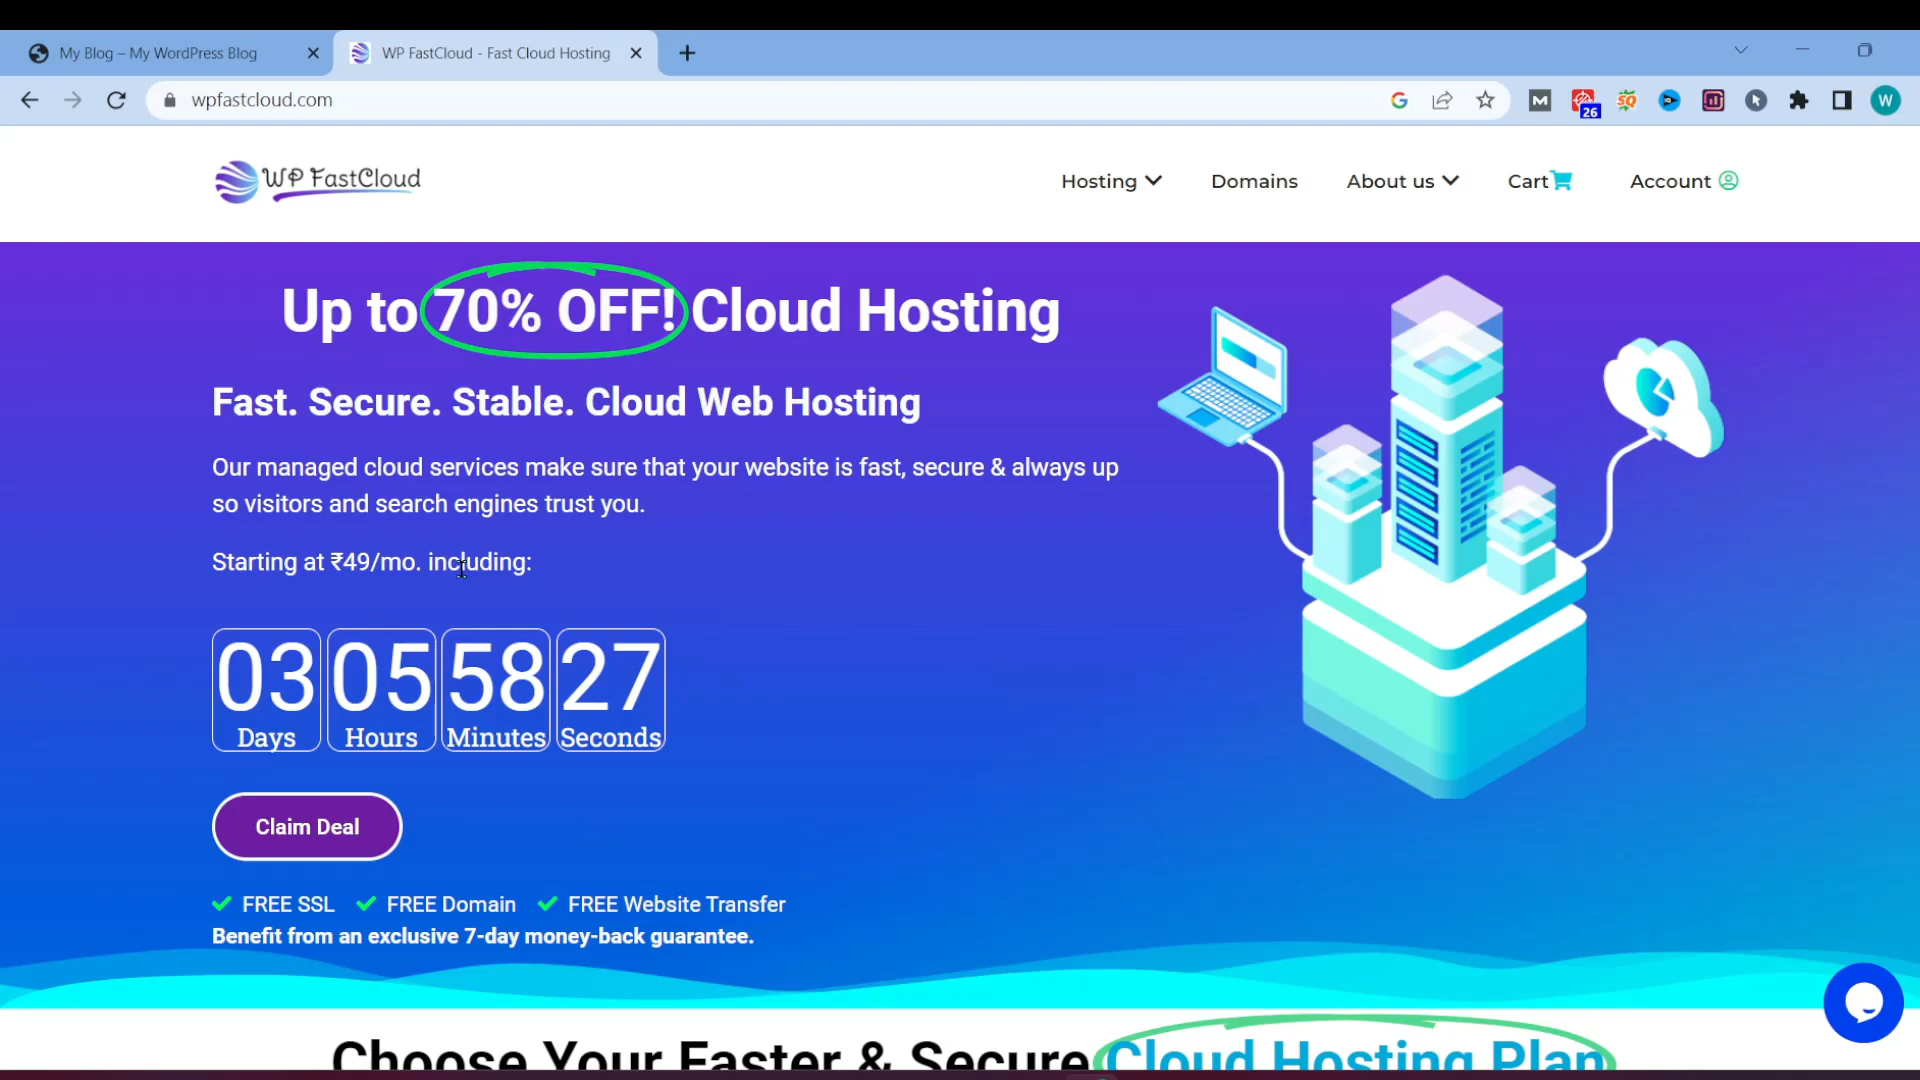 My Blog – My WordPress Blog
WP FastCloud - Fast Cloud Hosting
wpfastcloud.com
G
M
26
SQ
W
WP FastCloud
Hosting
Domains
About us
Cart
Account
Up to 70% OFF! Cloud Hosting
Fast. Secure. Stable. Cloud Web Hosting
Our managed cloud services make sure that your website is fast, secure & always up
so visitors and search engines trust you.
Starting at ₹49/mo. including:
03 05 58 27
Days Hours Minutes Seconds
Claim Deal
FREE SSL FREE Domain FREE Website Transfer
Benefit from an exclusive 7-day money-back guarantee.
Choose Your Faster & Secure Cloud Hosting Plan